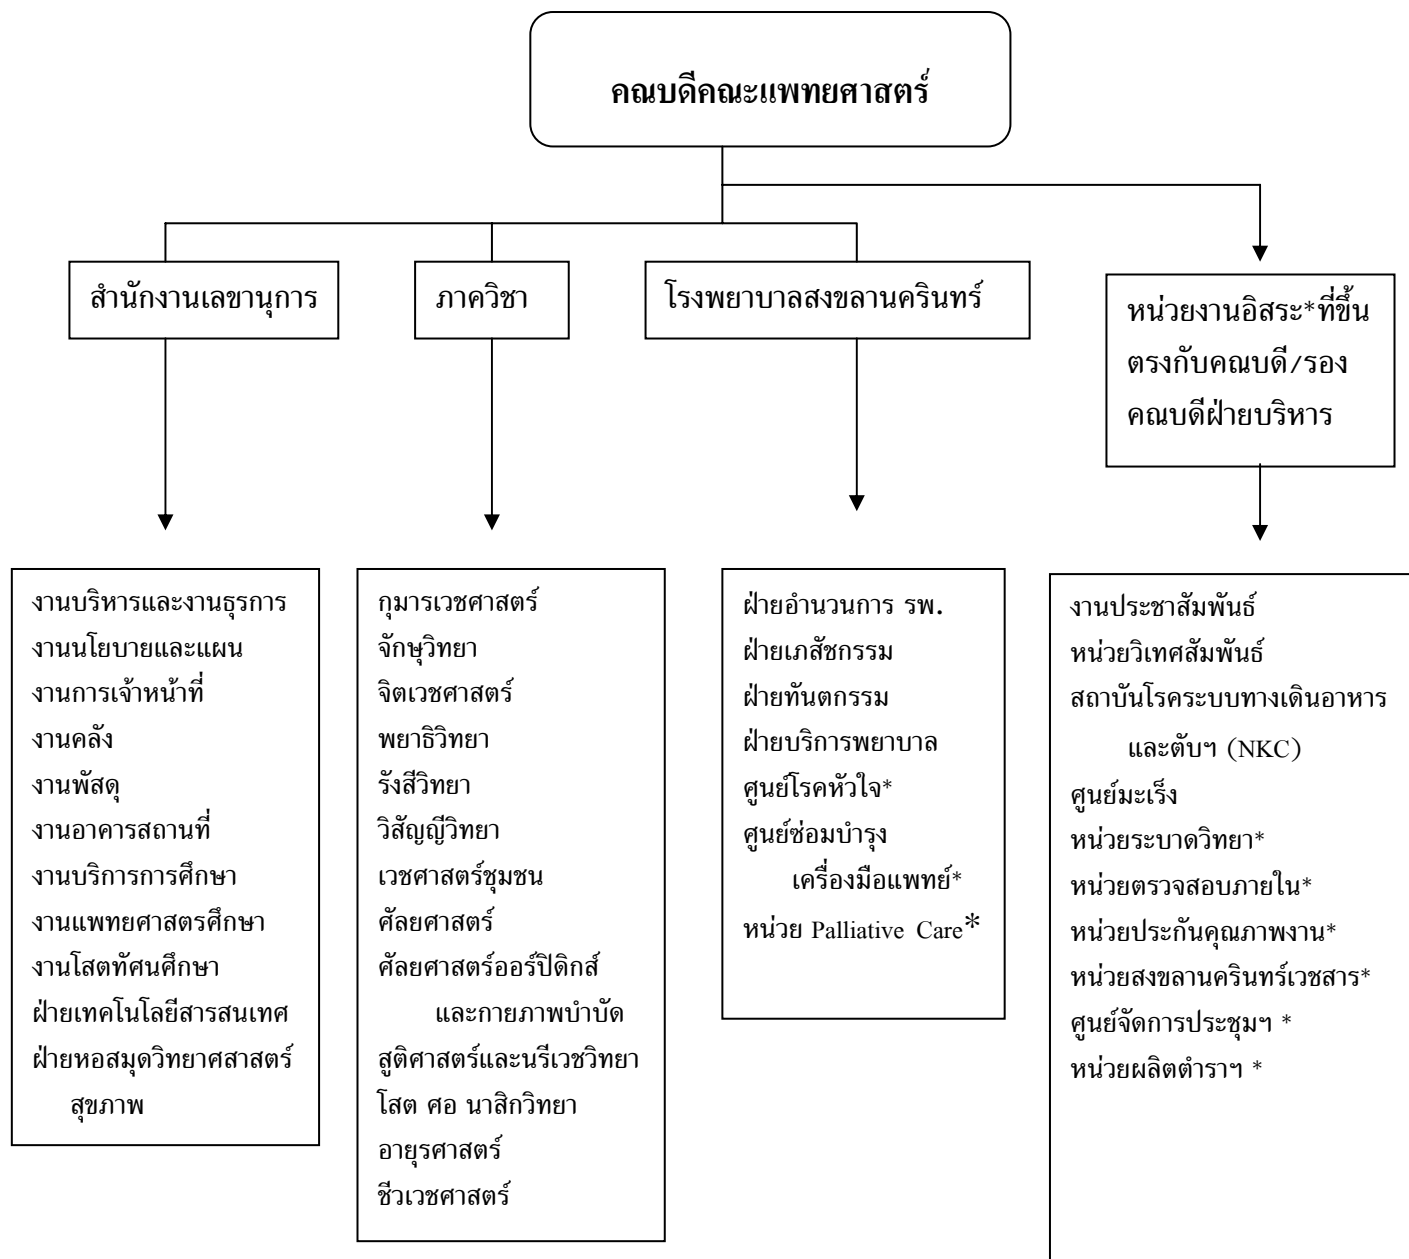 คณบดีคณะแพทยศาสตร์
สำนักงานเลขานุการ
ภาควิชา
โรงพยาบาลสงขลานครินทร์
หน่วยงานอิสระ*ที่ขึ้น
ตรงกับคณบดี/รอง
คณบดีฝ่ายบริหาร
งานบริหารและงานธุรการ
งานนโยบายและแผน
งานการเจ้าหน้าที่
งานคลัง
งานพัสดุ
งานอาคารสถานที่
งานบริการการศึกษา
งานแพทยศาสตรศึกษา
งานโสตทัศนศึกษา
ฝ่ายเทคโนโลยีสารสนเทศ
ฝ่ายหอสมุดวิทยาศสาสตร์
สุขภาพ
กุมารเวชศาสตร์
จักษุวิทยา
จิตเวชศาสตร์
พยาธิวิทยา
รังสีวิทยา
วิสัญญีวิทยา
เวชศาสตร์ชุมชน
ศัลยศาสตร์
ศัลยศาสตร์ออร์ปิดิกส์
และกายภาพบำบัด
สูติศาสตร์และนรีเวชวิทยา
โสต ศอ นาสิกวิทยา
อายุรศาสตร์
ชีวเวชศาสตร์
ฝ่ายอำนวนการ รพ.
ฝ่ายเภสัชกรรม
ฝ่ายทันตกรรม
ฝ่ายบริการพยาบาล
ศูนย์โรคหัวใจ*
ศูนย์ซ่อมบำรุง
เครื่องมือแพทย์*
หน่วย Palliative Care*
งานประชาสัมพันธ์
หน่วยวิเทศสัมพันธ์
สถาบันโรคระบบทางเดินอาหาร
และตับฯ (NKC)
ศูนย์มะเร็ง
หน่วยระบาดวิทยา*
หน่วยตรวจสอบภายใน*
หน่วยประกันคุณภาพงาน*
หน่วยสงขลานครินทร์เวชสาร*
ศูนย์จัดการประชุมฯ *
หน่วยผลิตตำราฯ *